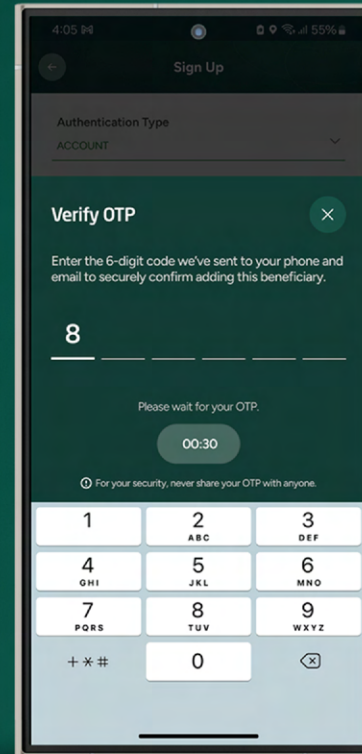 4:05
55%
Sign Up
Authentication Type
ACCOUNT
Verify OTP
Enter the 6-digit code we've sent to your phone and
email to securely confirm adding this beneficiary.
8
Please wait for your OTP.
00:30
For your security, never share your OTP with anyone.
1
2
ABC
3
DEF
4
GHI
5
JKL
6
MNO
7
PQRS
8
TUV
9
WXYZ
+*#
0